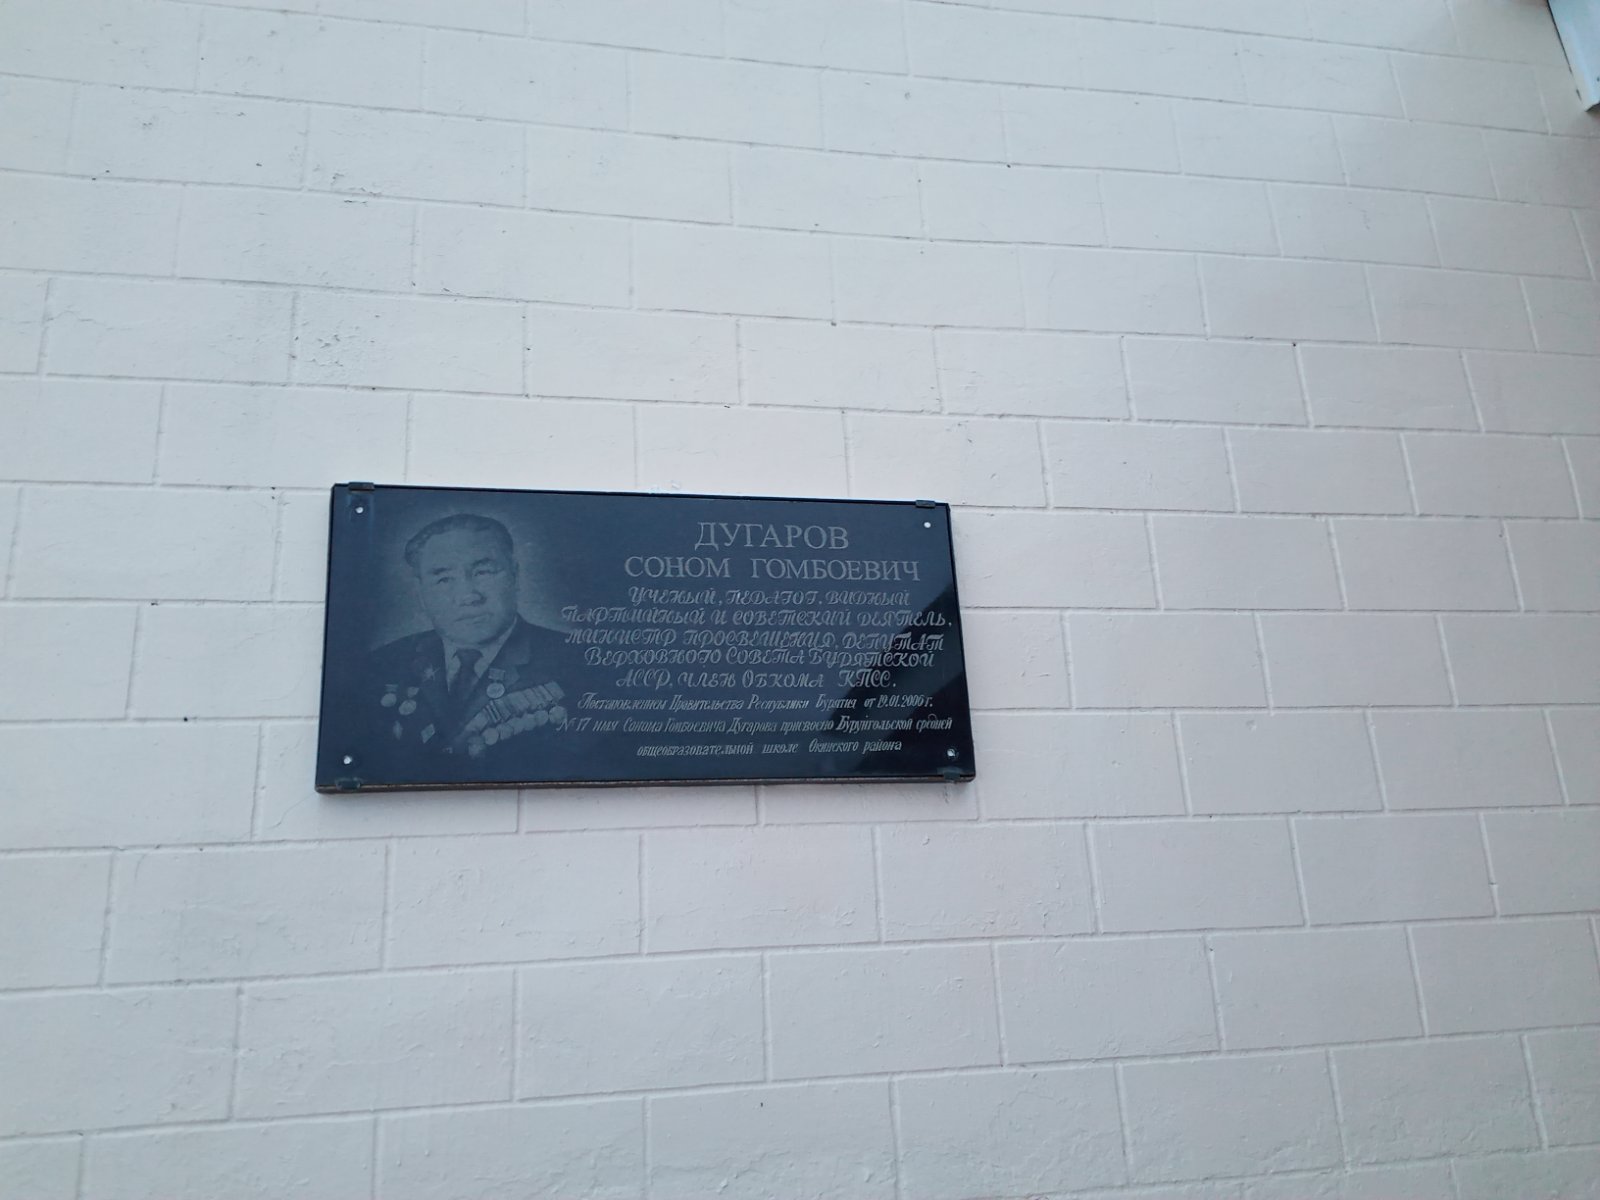 ДУГАРОВ
СОНОМ ГОМБОЕВИЧ
УЧЕНЫЙ, ПЕДАГОГ, ВИДНЫЙ
ПАРТИЙНЫЙ И СОВЕТСКИЙ ДЕЯТЕЛЬ,
МИНИСТР ПРОСВЕЩЕНИЯ, ДЕПУТАТ
ВЕРХОВНОГО СОВЕТА БУРЯТСКОЙ
АССР, ЧЛЕН ОБКОМА КПСС.
Постановлением Правительства Республики Бурятия от 19.01.2006 г.
№ 17 имя Сонома Гомбоевича Дугарова присвоено Бурунгольской средней
общеобразовательной школе Окинского района